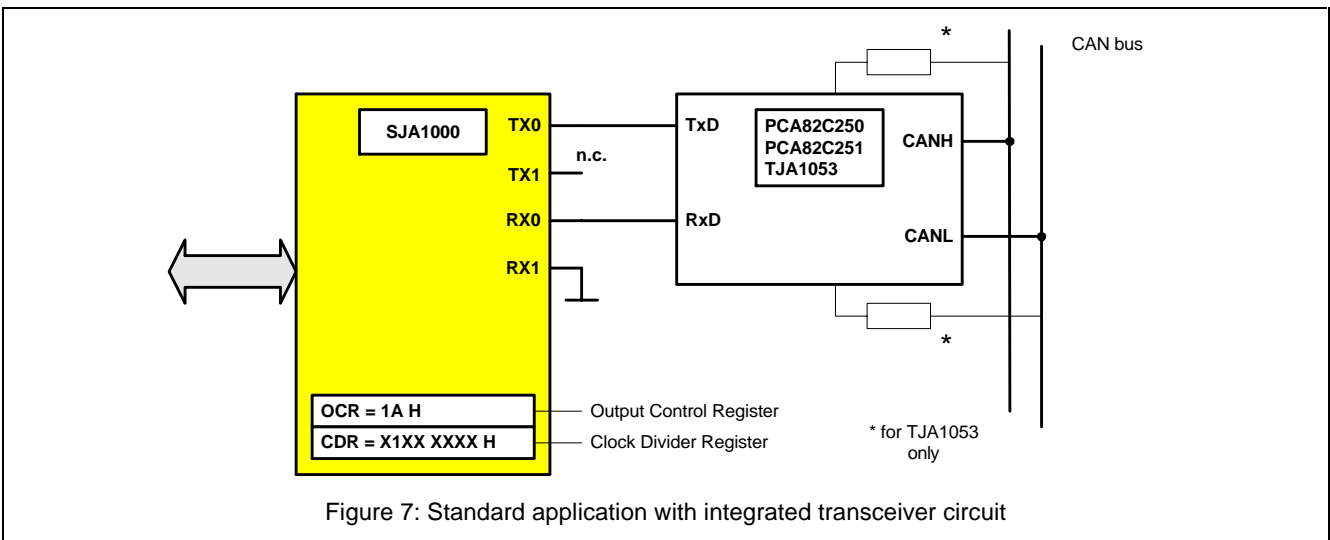 *
CAN bus
SJA1000
TX0
TxD
PCA82C250
PCA82C251
TJA1053
CANH
n.c.
TX1
RX0
RxD
CANL
RX1
*
OCR = 1A H
Output Control Register
CDR = X1XX XXXX H
Clock Divider Register
* for TJA1053
only
Figure 7: Standard application with integrated transceiver circuit